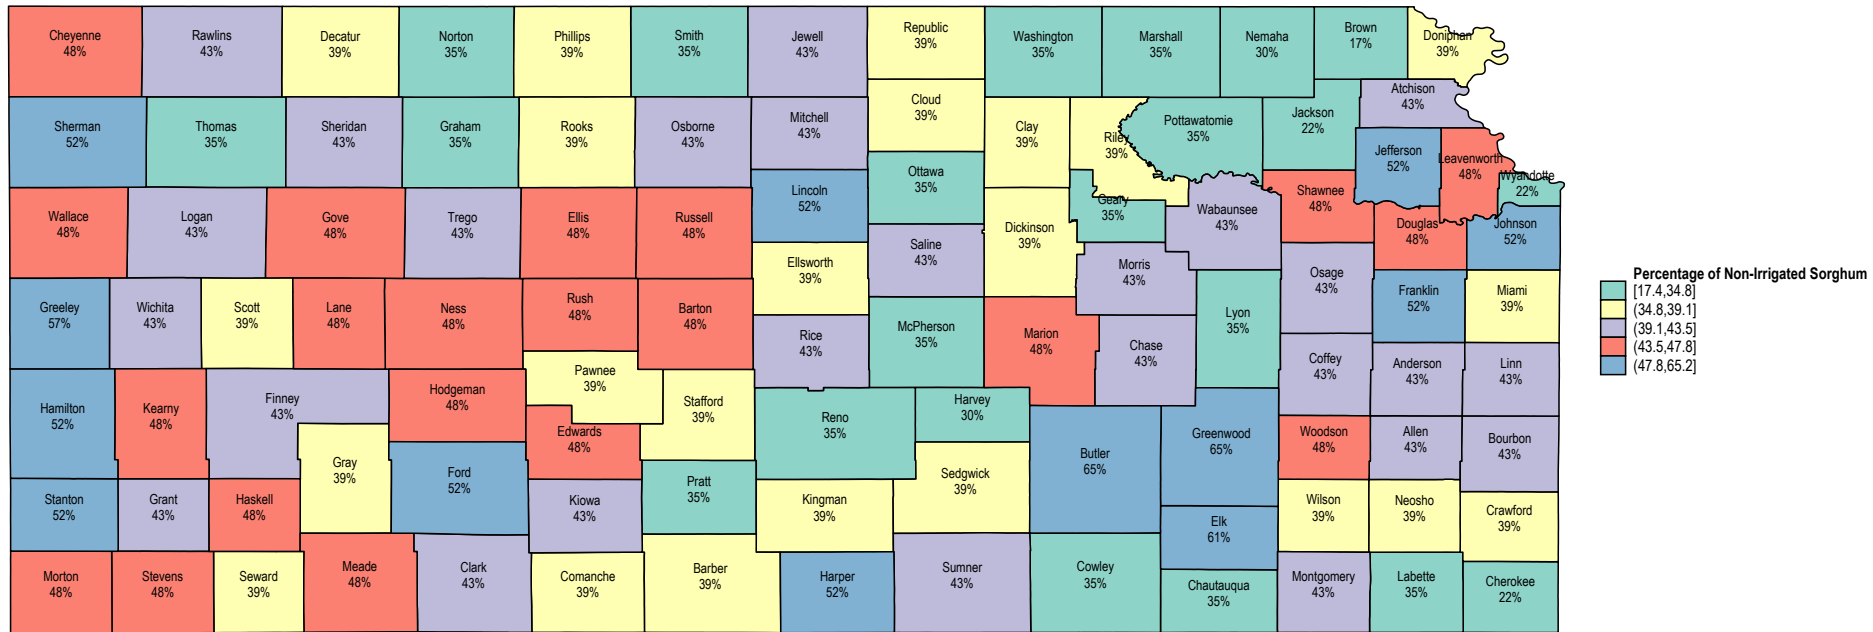 Cheyenne
48%
Rawlins
43%
Decatur
39%
Norton
35%
Phillips
39%
Smith
35%
Jewell
43%
Republic
39%
Washington
35%
Marshall
35%
Nemaha
30%
Brown
17%
Doniphan
39%
Atchison
43%
Sherman
52%
Thomas
35%
Sheridan
43%
Graham
35%
Rooks
39%
Osborne
43%
Mitchell
43%
Cloud
39%
Clay
39%
Riley
39%
Pottawatomie
35%
Jackson
22%
Jefferson
52%
Leavenworth
48%
Wyandotte
22%
Wallace
48%
Logan
43%
Gove
48%
Trego
43%
Ellis
48%
Russell
48%
Lincoln
52%
Ottawa
35%
Saline
43%
Dickinson
39%
Geary
35%
Wabaunsee
43%
Shawnee
48%
Douglas
48%
Johnson
52%
Greeley
57%
Wichita
43%
Scott
39%
Lane
48%
Ness
48%
Rush
48%
Barton
48%
Ellsworth
39%
Rice
43%
McPherson
35%
Marion
48%
Morris
43%
Chase
43%
Lyon
35%
Osage
43%
Franklin
52%
Miami
39%
Coffey
43%
Anderson
43%
Linn
43%
Hamilton
52%
Kearny
48%
Finney
43%
Hodgeman
48%
Pawnee
39%
Edwards
48%
Stafford
39%
Reno
35%
Harvey
30%
Butler
65%
Greenwood
65%
Woodson
48%
Allen
43%
Bourbon
43%
Gray
39%
Ford
52%
Kiowa
43%
Pratt
35%
Kingman
39%
Sedgwick
39%
Stanton
52%
Grant
43%
Haskell
48%
Elk
61%
Wilson
39%
Neosho
39%
Crawford
39%
Morton
48%
Stevens
48%
Seward
39%
Meade
48%
Clark
43%
Comanche
39%
Barber
39%
Harper
52%
Sumner
43%
Cowley
35%
Chautauqua
35%
Montgomery
43%
Labette
35%
Cherokee
22%
Percentage of Non-Irrigated Sorghum
[17.4,34.8]
(34.8,39.1]
(39.1,43.5]
(43.5,47.8]
(47.8,65.2]